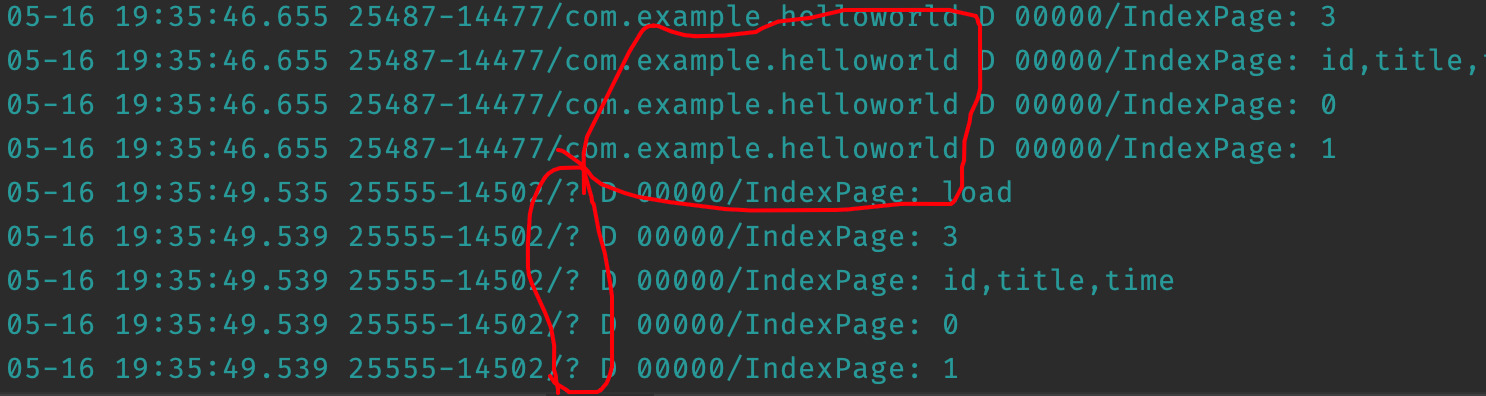 05-16 19:35:46.655 25487-14477/com.example.helloworld D 00000/IndexPage: 3
05-16 19:35:46.655 25487-14477/com.example.helloworld D 00000/IndexPage: id,title,
05-16 19:35:46.655 25487-14477/com.example.helloworld D 00000/IndexPage: 0
05-16 19:35:46.655 25487-14477/com.example.helloworld D 00000/IndexPage: 1
05-16 19:35:49.535 25555-14502/? D 00000/IndexPage: load
05-16 19:35:49.539 25555-14502/? D 00000/IndexPage: 3
05-16 19:35:49.539 25555-14502/? D 00000/IndexPage: id,title,time
05-16 19:35:49.539 25555-14502/? D 00000/IndexPage: 0
05-16 19:35:49.539 25555-14502/? D 00000/IndexPage: 1